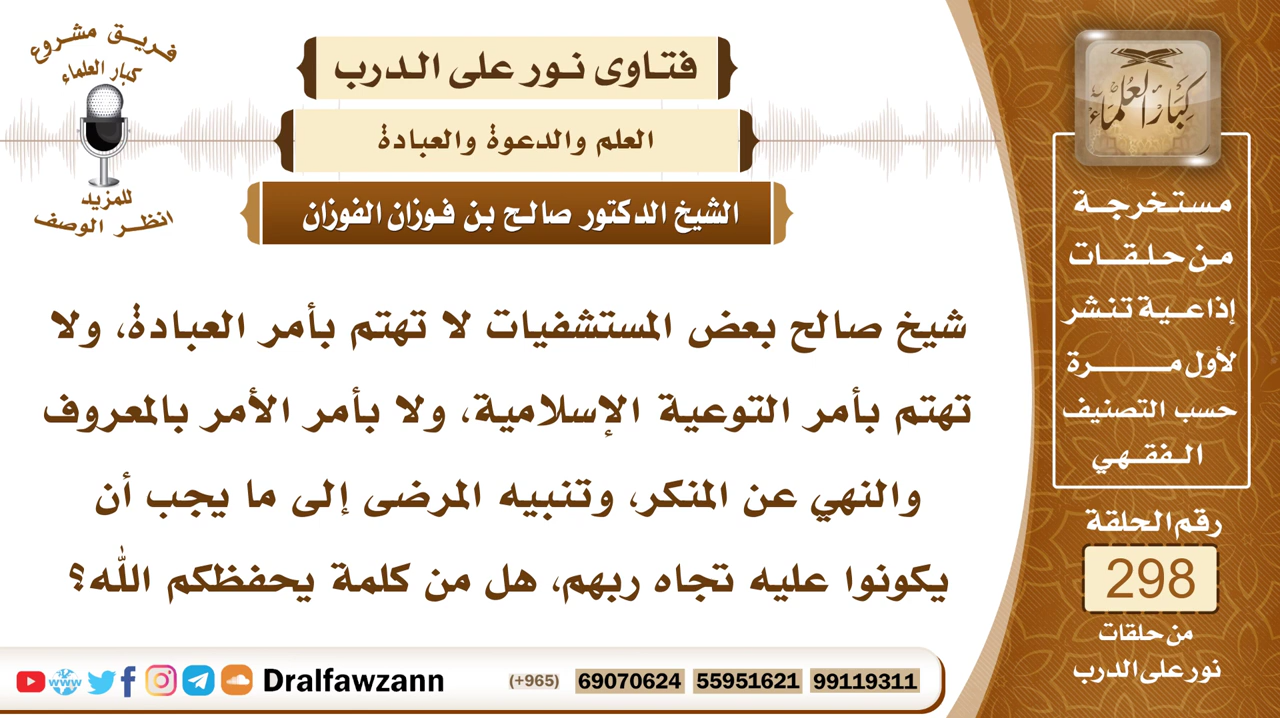 فريق مشروع
كبار العلماء
للمزيد
انظر الوصف
فتاوى نور على الدرب
العلم والدعوة والعبادة
الشيخ الدكتور صالح بن فوزان الفوزان
شيخ صالح بعض المستشفيات لا تهتم بأمر العبادة، ولا
تهتم بأمر التوعية الإسلامية، ولا بأمر الأمر بالمعروف
والنهي عن المنكر، وتنبيه المرضى إلى ما يجب أن
يكونوا عليه تجاه ربهم، هل من كلمة يحفظكم الله؟
كبار العلماء
مستخرجة
من حلقات
إذاعية تنشر
لأول مرة
حسب التصنيف
الفقهي
رقم الحلقة
298
من حلقات
نور على الدرب
www
Dralfawzann
(+965) 69070624 55951621 99119311